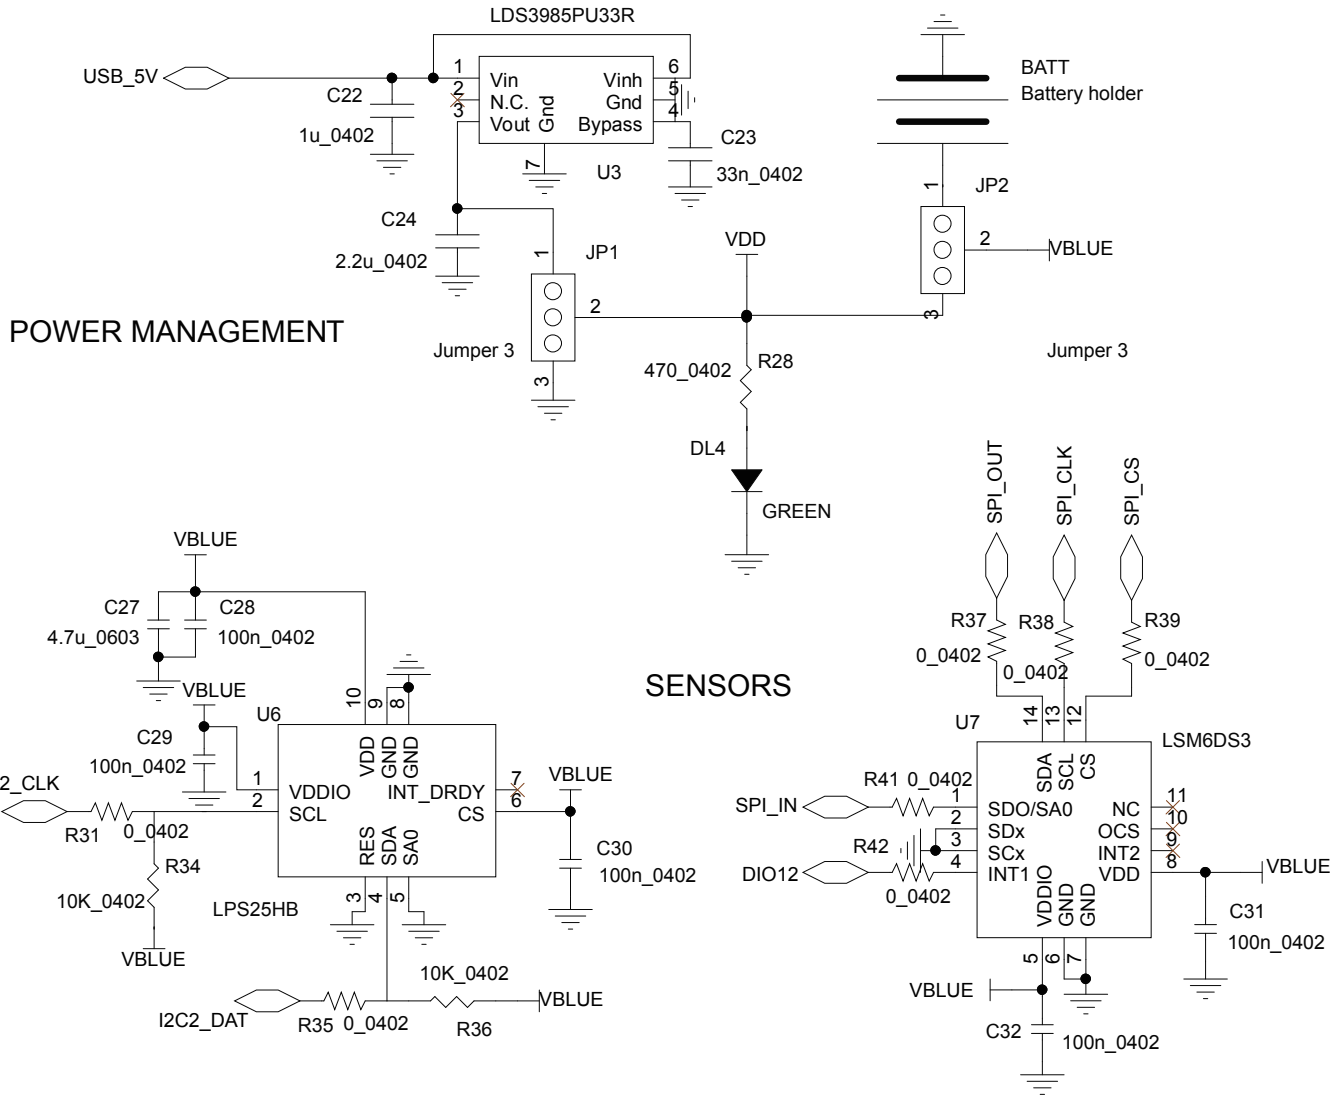 LDS3985PU33R
USB_5V
1
Vin
2
N.C.
3
Vout
Gnd
7
Vinh
6
Gnd
5
Bypass
4
U3
C22
1u_0402
C23
33n_0402
C24
2.2u_0402
BATT
Battery holder
1
JP2
2
VBLUE
3
Jumper 3
VDD
1
JP1
2
3
Jumper 3
POWER MANAGEMENT
470_0402
R28
DL4
GREEN
VBLUE
C27
4.7u_0603
C28
100n_0402
VBLUE
C29
100n_0402
U6
10
9
8
VDD
GND
GND
1
VDDIO
2
SCL
INT_DRDY
7
CS
6
RES
SDA
SA0
3
4
5
LPS25HB
2_CLK
R31
0_0402
R34
10K_0402
VBLUE
VBLUE
C30
100n_0402
I2C2_DAT
R35
0_0402
10K_0402
R36
VBLUE
SENSORS
SPI_OUT
SPI_CLK
SPI_CS
R37
0_0402
R38
0_0402
R39
0_0402
14
13
12
U7
LSM6DS3
SDA
SCL
CS
SPI_IN
R41
0_0402
1
SDO/SA0
2
SDx
3
SCx
4
INT1
DIO12
R42
0_0402
NC
11
OCS
10
INT2
9
VDD
8
VBLUE
C31
100n_0402
VDDIO
GND
GND
5
6
7
VBLUE
C32
100n_0402